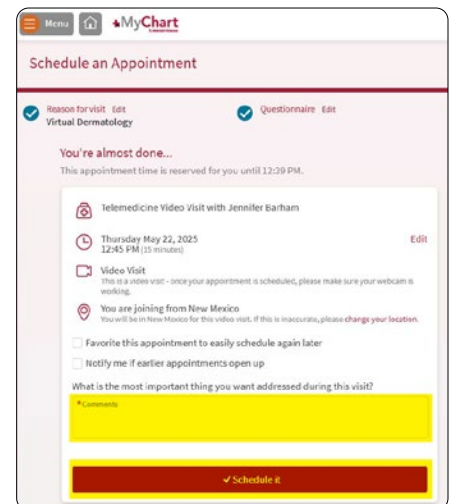 Menu MyChart
Schedule an Appointment
Reason for visit Edit
Virtual Dermatology
Questionnaire Edit
You're almost done...
This appointment time is reserved for you until 12:39 PM.
Telemedicine Video Visit with Jennifer Barham
Thursday May 22, 2025 Edit
12:45 PM (15 minutes)
Video Visit
This is a video visit - once your appointment is scheduled, please make sure your webcam is
working.
You are joining from New Mexico
You will be in New Mexico for this video visit. If this is inaccurate, please change your location.
Favorite this appointment to easily schedule again later
Notify me if earlier appointments open up
What is the most important thing you want addressed during this visit?
*Comments
✓ Schedule it